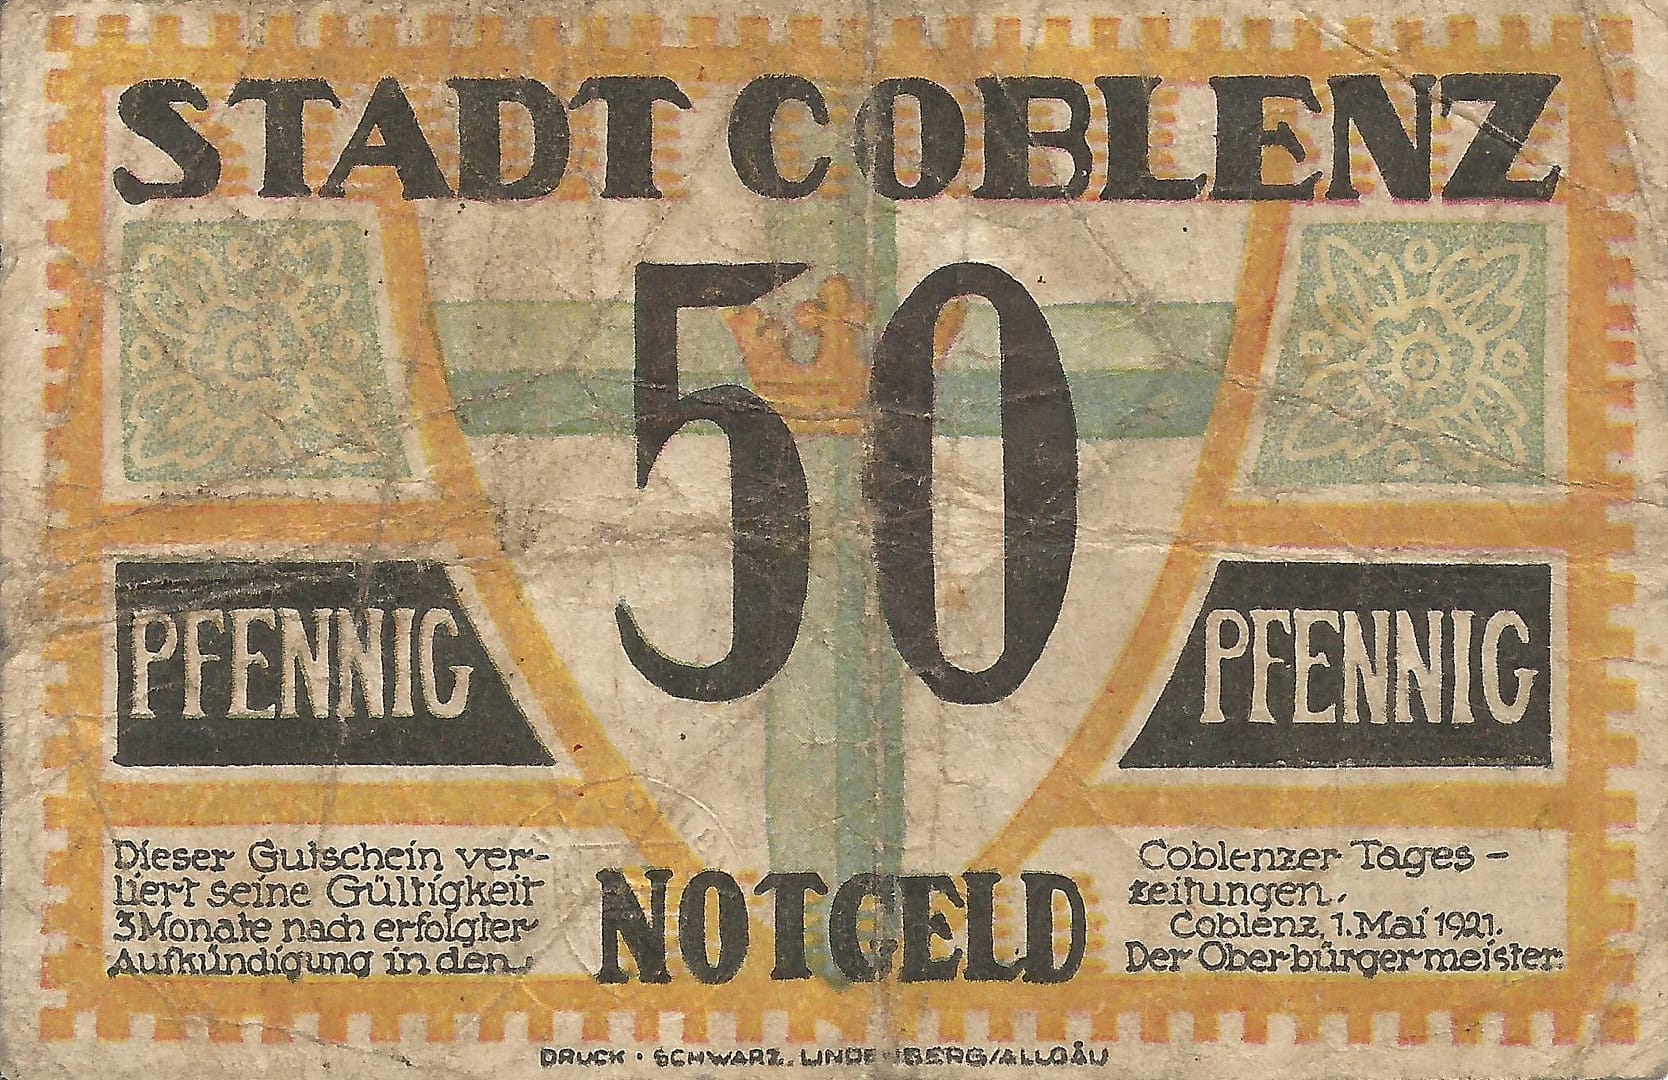 STADT COBLENZ
50
PFENNIG
PFENNIG
Dieser Gutschein ver-
liert seine Gültigkeit
3 Monate nach erfolgter
Aufkündigung in den
NOTGELD
Coblenzer Tages-
zeitungen.
Coblenz, 1. Mai 1921.
Der Oberbürgermeister:
DRUCK · SCHWARZ, LINDENBERG/ALLGÄU